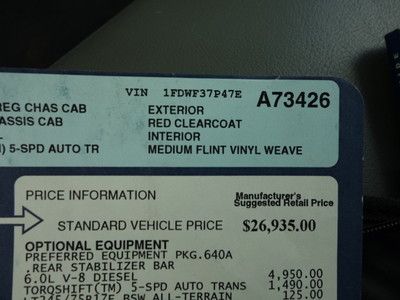 VIN 1FDWF37P47E A73426
REG CHAS CAB EXTERIOR
ASSIS CAB RED CLEARCOAT
INTERIOR
) 5-SPD AUTO TR MEDIUM FLINT VINYL WEAVE
PRICE INFORMATION Manufacturer's
Suggested Retail Price
STANDARD VEHICLE PRICE $26,935.00
OPTIONAL EQUIPMENT
PREFERRED EQUIPMENT PKG.640A
.REAR STABILIZER BAR
6.0L V-8 DIESEL 4,950.00
TORQSHIFT(TM) 5-SPD AUTO TRANS 1,490.00
LT245/75R17E BSW ALL-TERRAIN 125.00